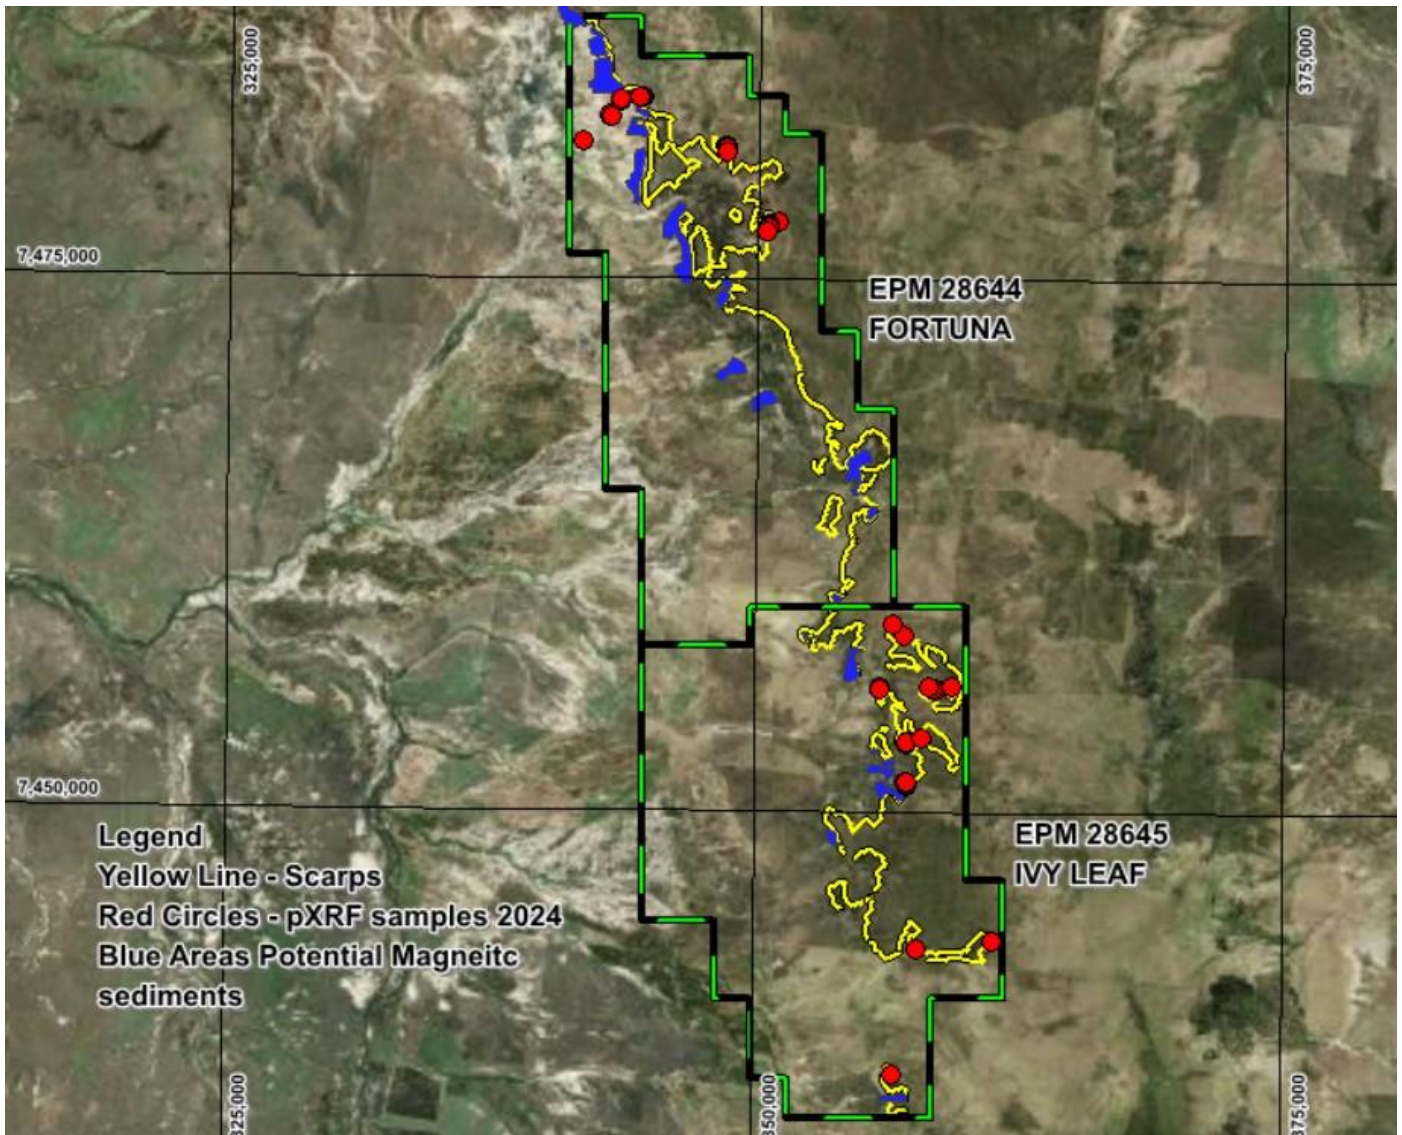 325,000
375,000
7,475,000
EPM 28644
FORTUNA
7,450,000
Legend
Yellow Line - Scarps
Red Circles - pXRF samples 2024
Blue Areas Potential Magneitc
sediments
EPM 28645
IVY LEAF
325,000
350,000
375,000